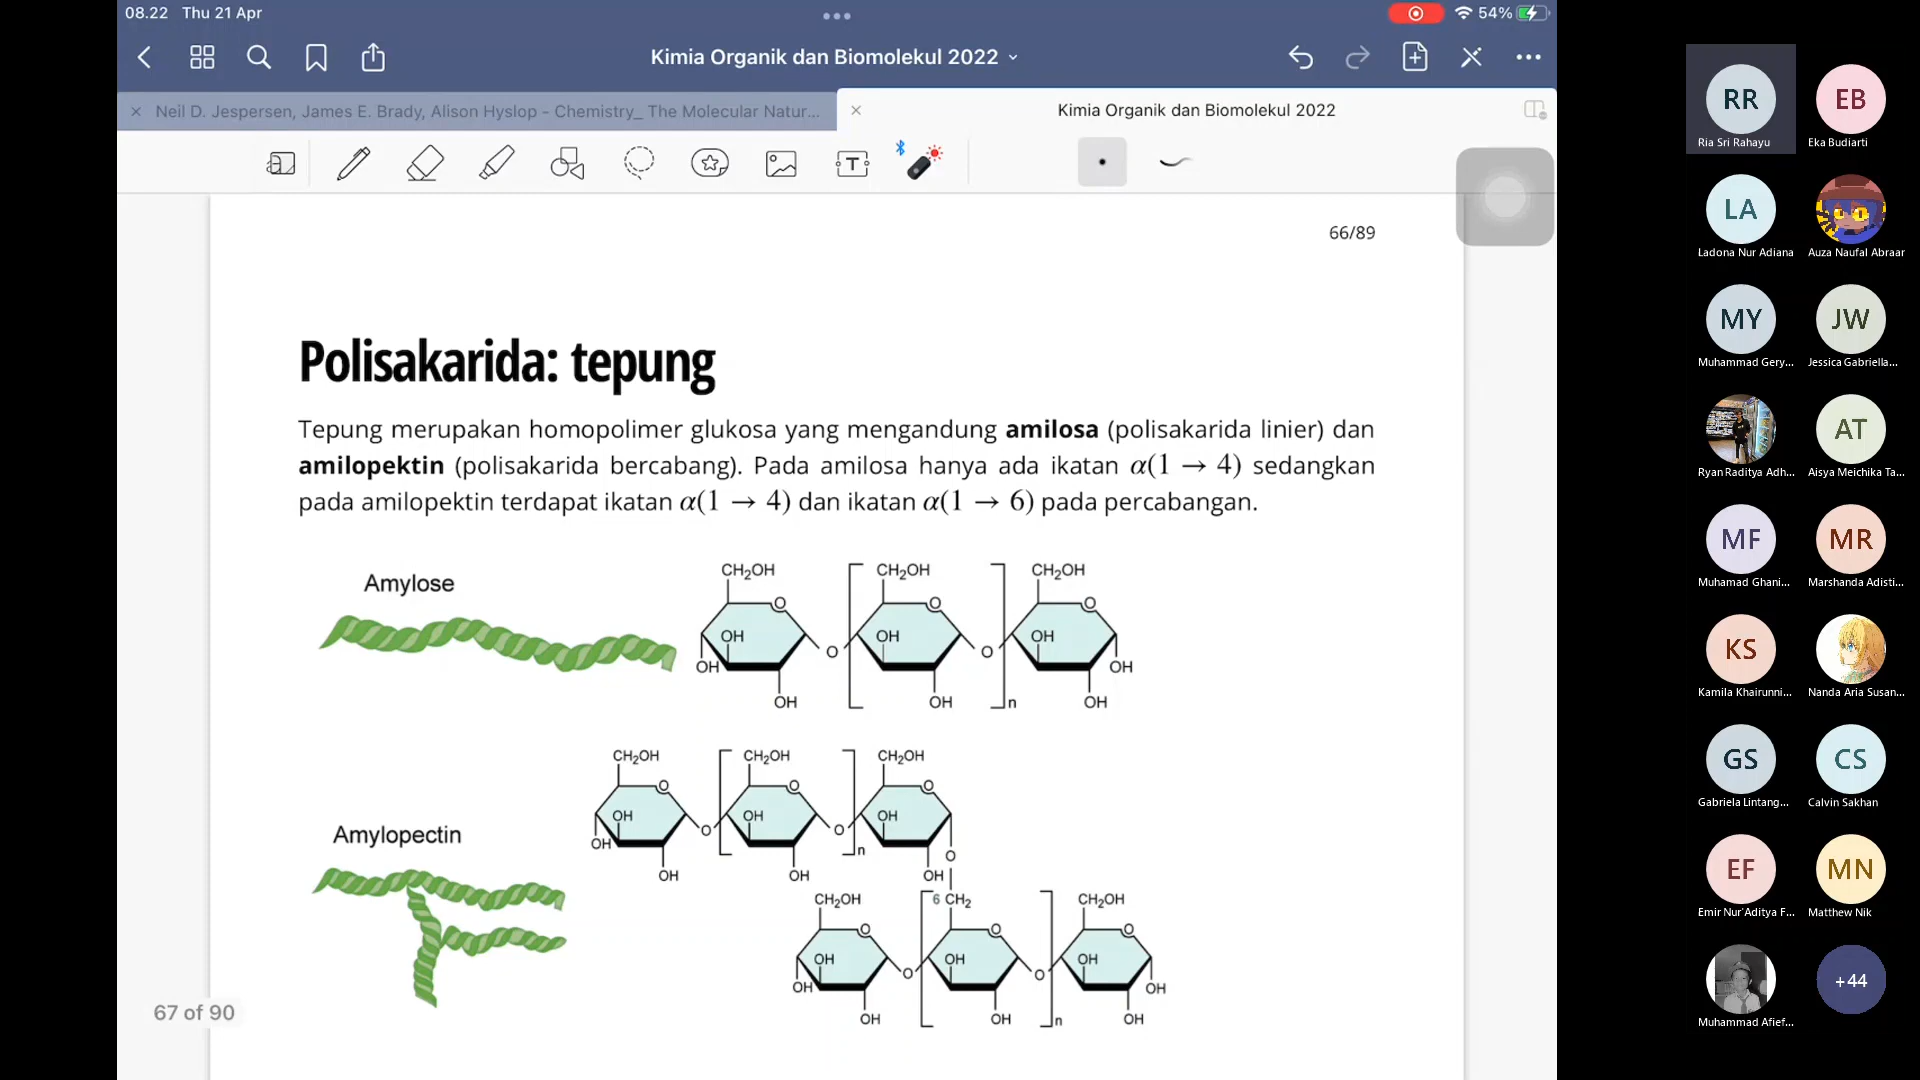 08.22 Thu 21 Apr
54%
Kimia Organik dan Biomolekul 2022
Neil D. Jespersen, James E. Brady, Alison Hyslop - Chemistry_ The Molecular Natur...
Kimia Organik dan Biomolekul 2022
T
66/89
Polisakarida: tepung
Tepung merupakan homopolimer glukosa yang mengandung amilosa (polisakarida linier) dan
amilopektin (polisakarida bercabang). Pada amilosa hanya ada ikatan α(1 → 4) sedangkan
pada amilopektin terdapat ikatan α(1 → 4) dan ikatan α(1 → 6) pada percabangan.
Amylose
CH₂OH CH₂OH CH₂OH
O O O
OH OH OH
O O
OH OH
OH OH n OH
CH₂OH CH₂OH CH₂OH
O O O
OH OH OH
O O
OH n O
OH OH OH
Amylopectin
CH₂OH 6 CH₂ CH₂OH
O O O
OH OH OH
O O
OH OH
OH OH n OH
67 of 90
RR EB
Ria Sri Rahayu Eka Budiarti
LA
Ladona Nur Adiana Auza Naufal Abraar
MY JW
Muhammad Gery... Jessica Gabriella...
AT
Ryan Raditya Adh... Aisya Meichika Ta...
MF MR
Muhamad Ghani... Marshanda Adisti...
KS
Kamila Khairunni... Nanda Aria Susan...
GS CS
Gabriela Lintang... Calvin Sakhan
EF MN
Emir Nur'Aditya F... Matthew Nik
+44
Muhammad Afief...